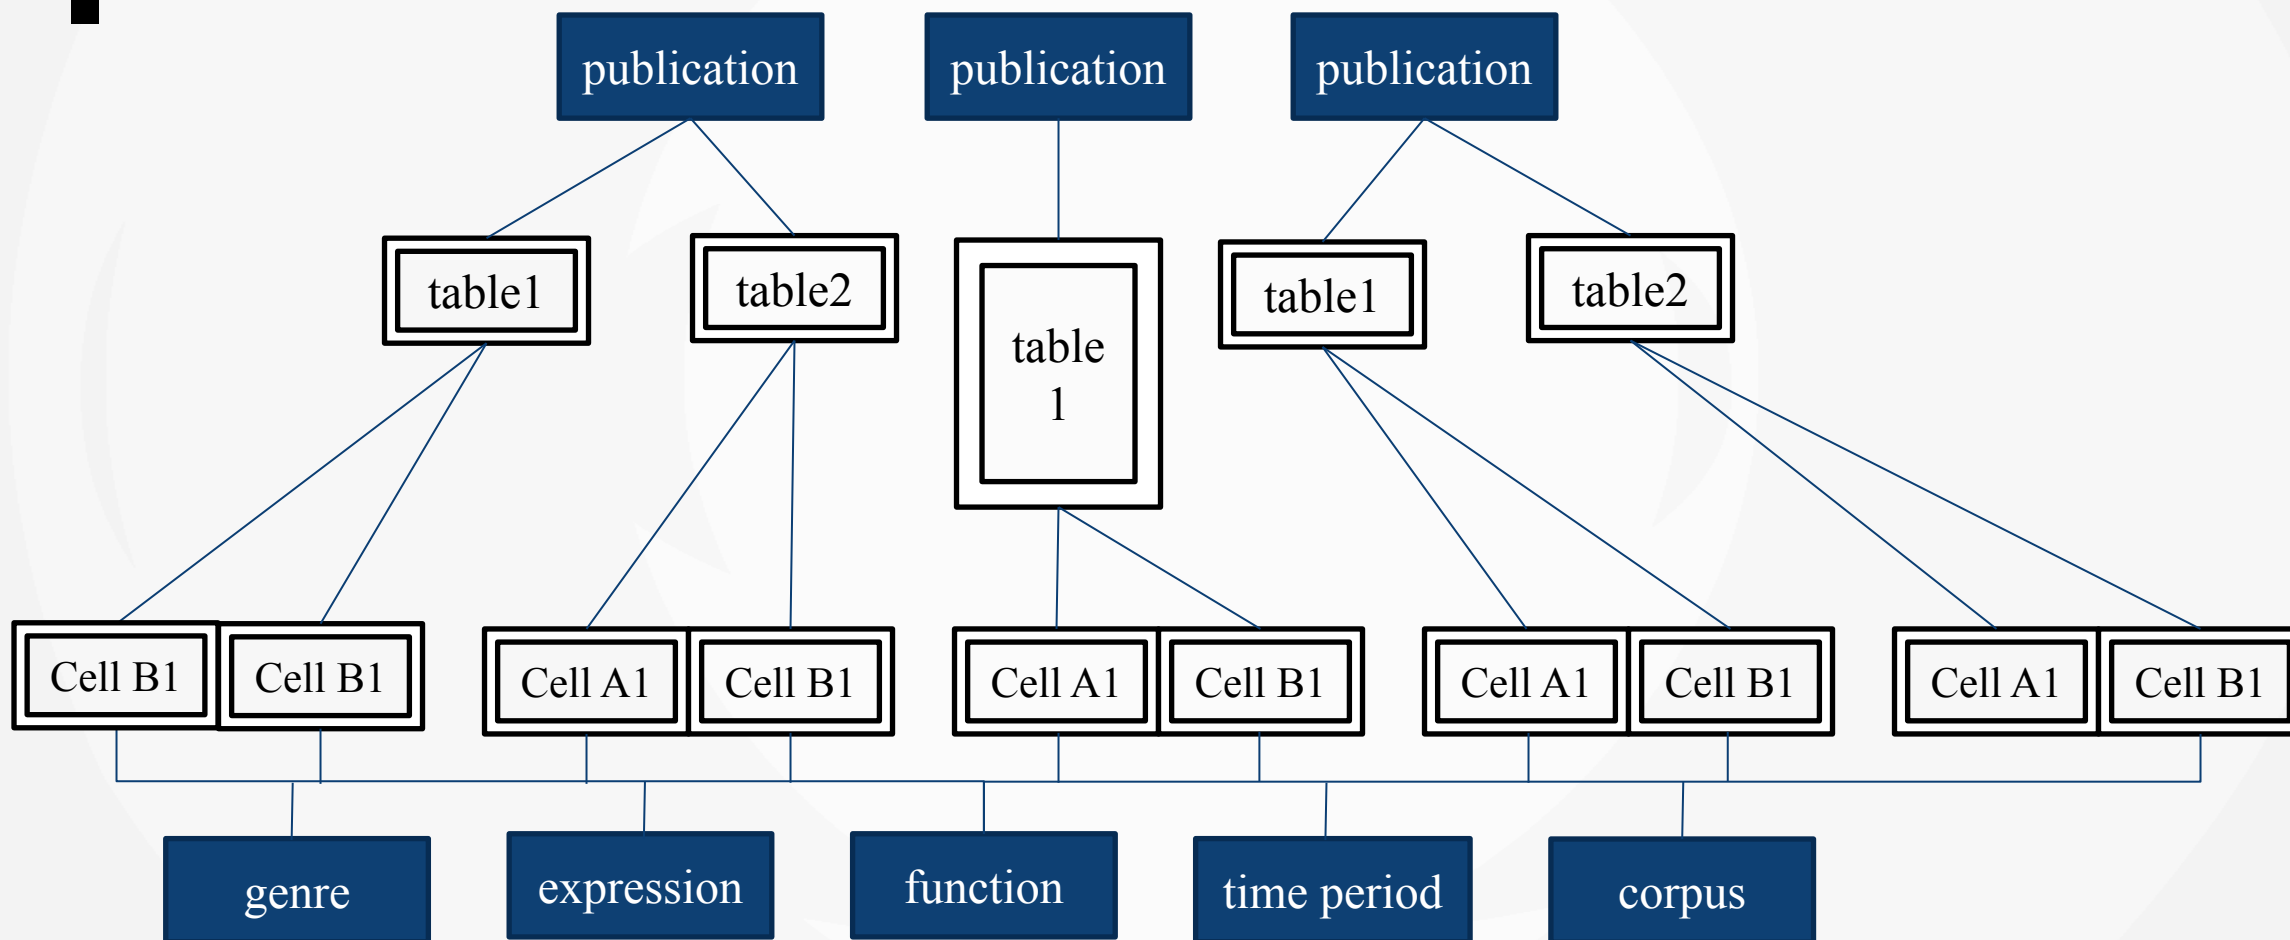 publication
publication
publication
table1
table2
table
1
table1
table2
Cell B1
Cell B1
Cell A1
Cell B1
Cell A1
Cell B1
Cell A1
Cell B1
Cell A1
Cell B1
genre
expression
function
time period
corpus